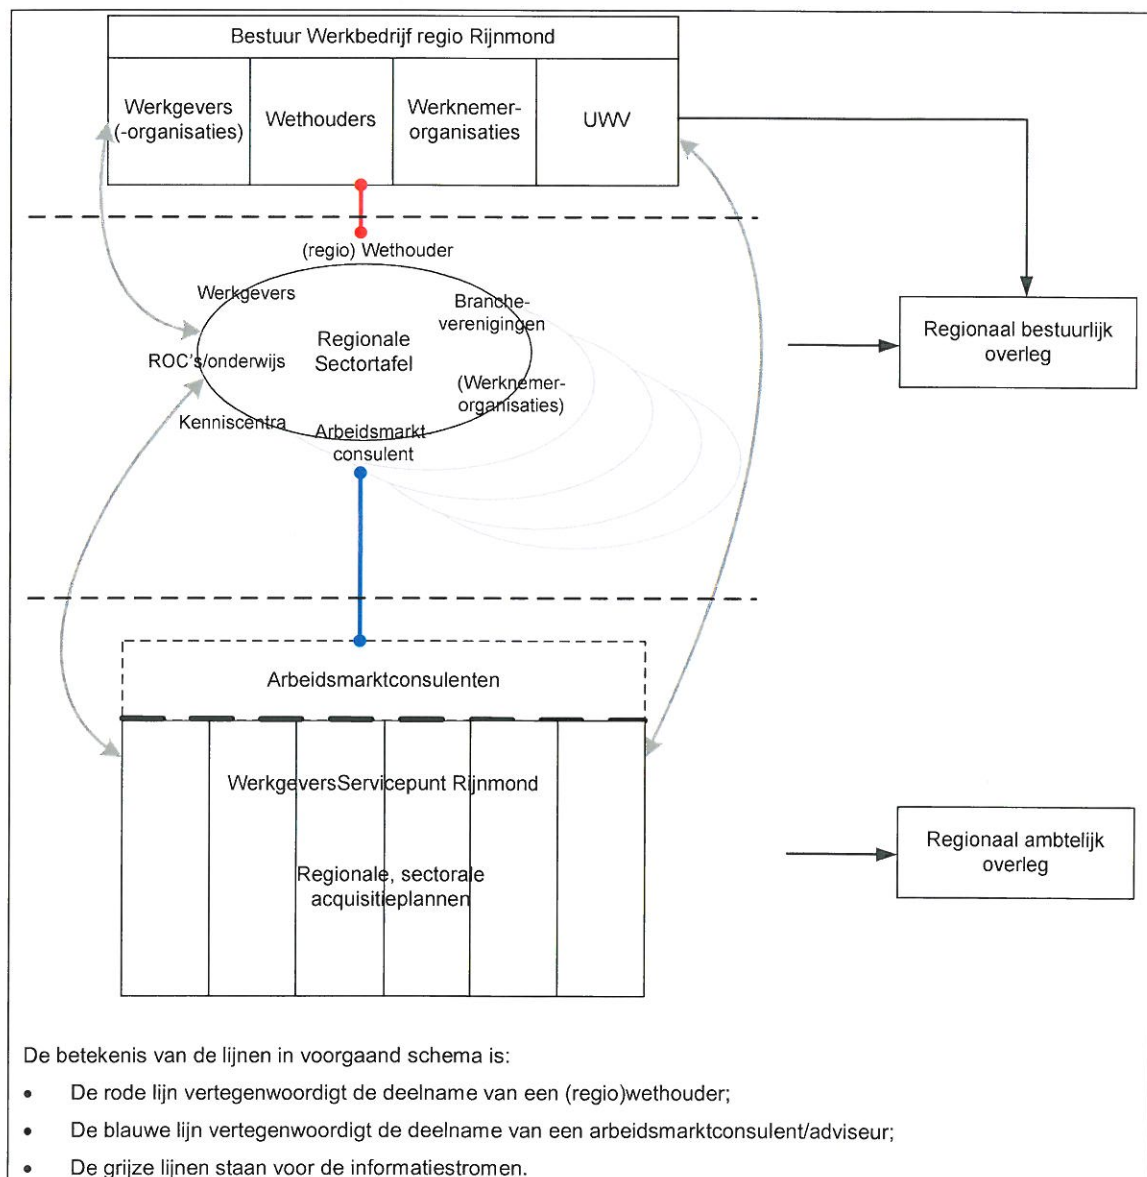 Bestuur Werkbedrijf regio Rijnmond
Werkgevers
(-organisaties)
Wethouders
Werknemer-
organisaties
UWV
(regio) Wethouder
Werkgevers
Branche-
verenigingen
Regionale
Sectortafel
ROC's/onderwijs
(Werknemer-
organisaties)
Kenniscentra
Arbeidsmarkt
consulent
Regionaal bestuurlijk
overleg
Arbeidsmarktconsulenten
WerkgeversServicepunt Rijnmond
Regionale, sectorale
acquisitieplannen
Regionaal ambtelijk
overleg
De betekenis van de lijnen in voorgaand schema is:
• De rode lijn vertegenwoordigt de deelname van een (regio)wethouder;
• De blauwe lijn vertegenwoordigt de deelname van een arbeidsmarktconsulent/adviseur;
• De grijze lijnen staan voor de informatiestromen.